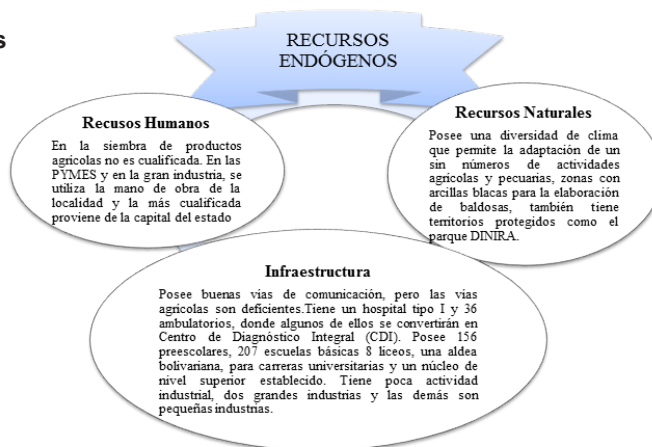 s
RECURSOS
ENDÓGENOS
Recusos Humanos
En la siembra de productos
agrícolas no es cualificada. En las
PYMES y en la gran industria, se
utiliza la mano de obra de la
localidad y la más cualificada
proviene de la capital del estado
Recursos Naturales
Posee una diversidad de clima
que permite la adaptación de un
sin números de actividades
agrícolas y pecuarias, zonas con
arcillas blacas para la elaboración
de baldosas, también tiene
territorios protegidos como el
parque DINIRA.
Infraestructura
Posee buenas vías de comunicación, pero las vías
agrícolas son deficientes.Tiene un hospital tipo I y 36
ambulatorios, donde algunos de ellos se convertirán en
Centro de Diagnóstico Integral (CDI). Posee 156
preescolares, 207 escuelas básicas 8 liceos, una aldea
bolivariana, para carreras universitarias y un núcleo de
nivel superior establecido. Tiene poca actividad
industrial, dos grandes industrias y las demás son
pequeñas industrias.